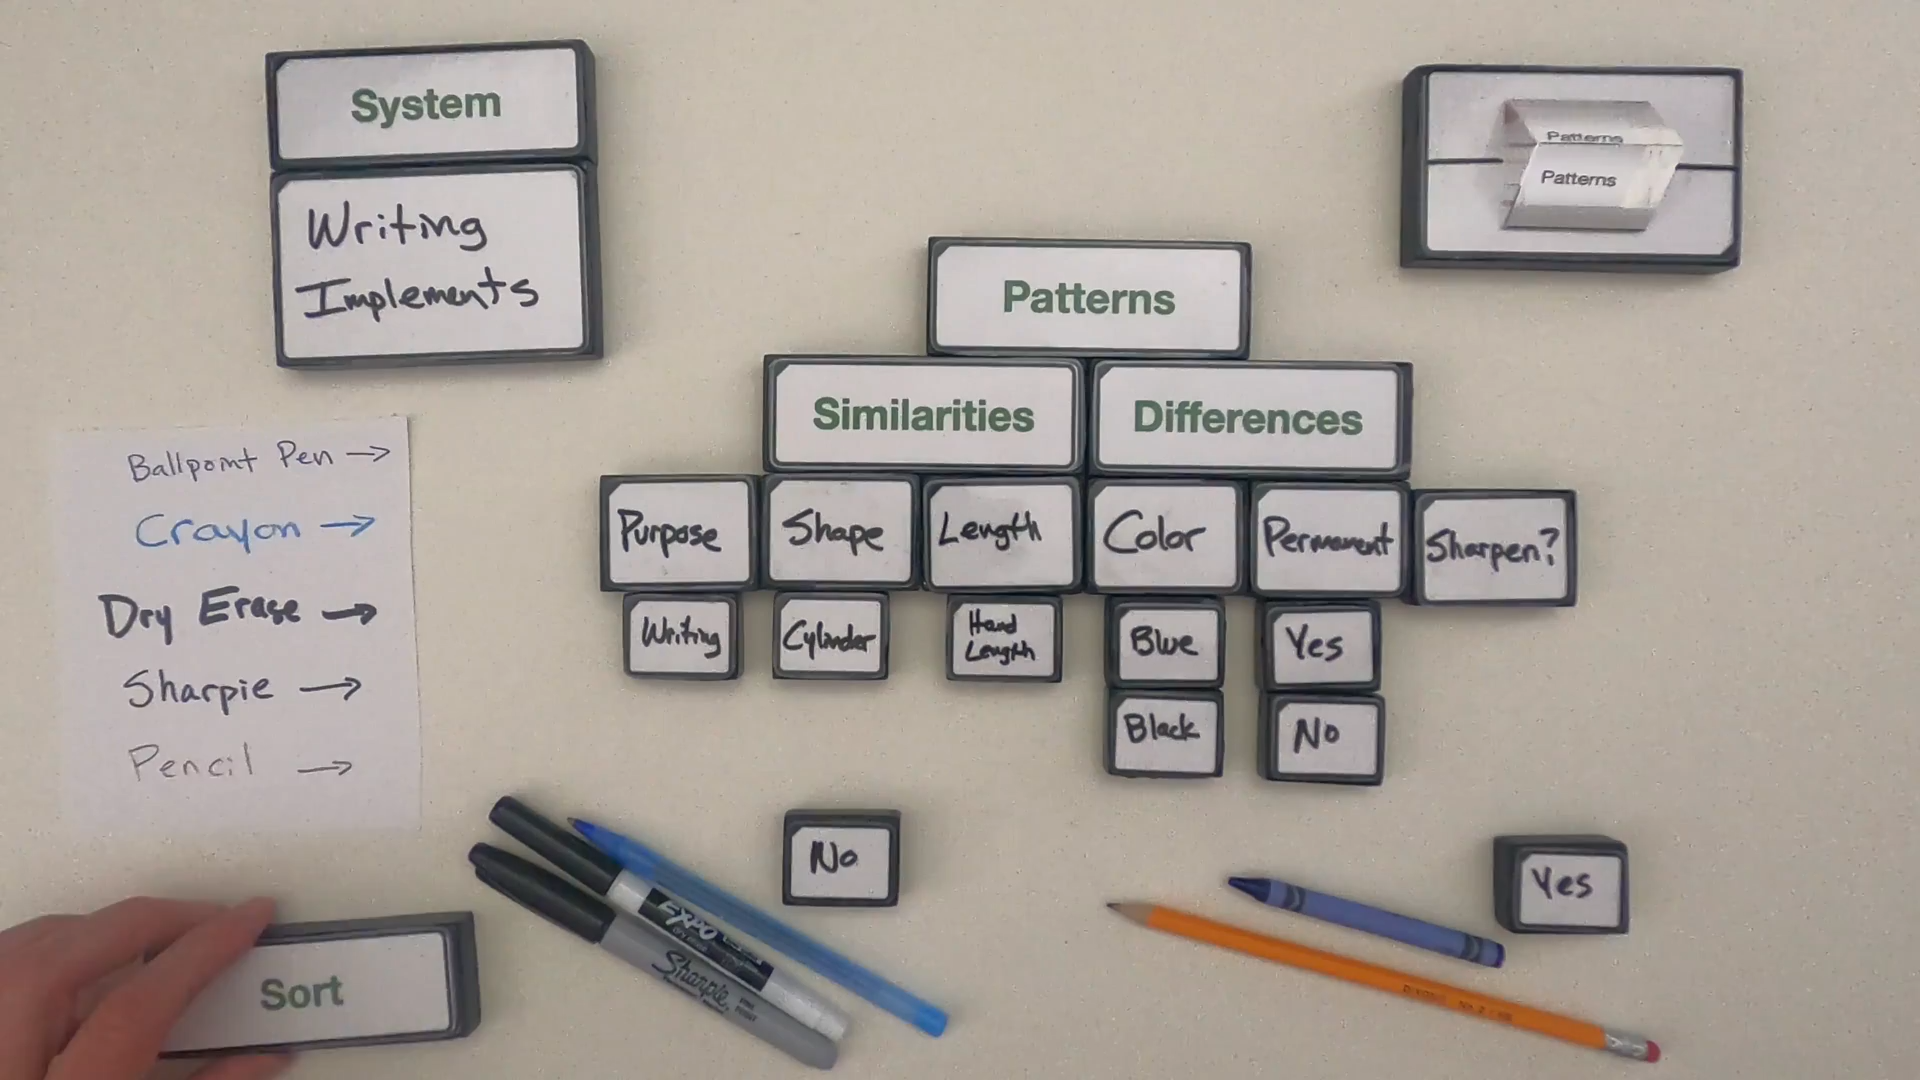 System
Writing
Implements
Patterns
Patterns
Patterns
Similarities
Differences
Purpose
Shape
Length
Color
Permanent
Sharpen?
Writing
Cylinder
Hand
Length
Blue
Yes
Black
No
Ballpoint Pen →
Crayon →
Dry Erase →
Sharpie →
Pencil →
No
Yes
Sort
EXPO
Sharpie